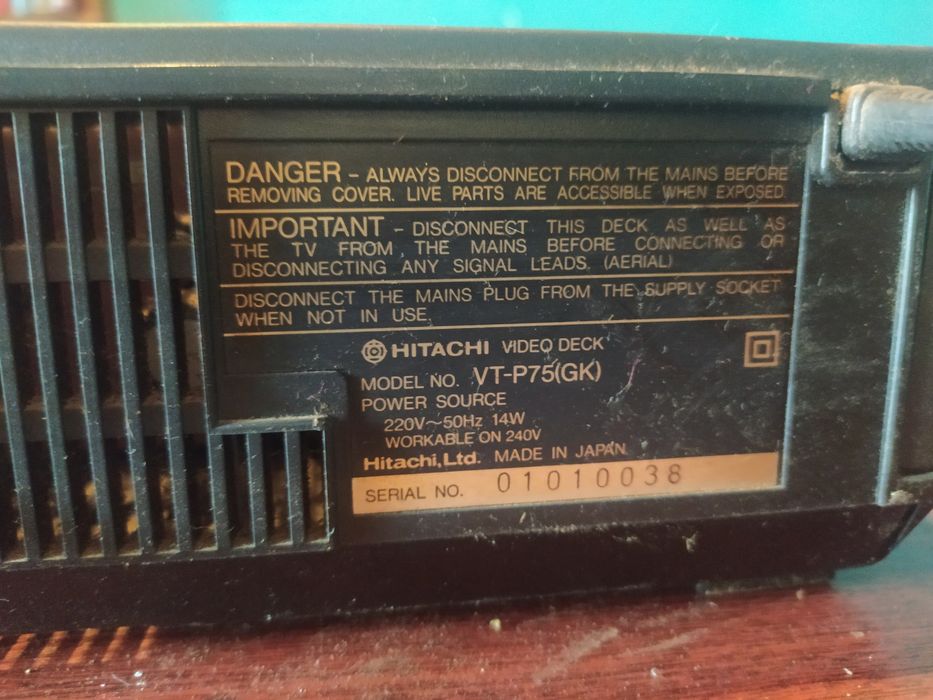 DANGER - ALWAYS DISCONNECT FROM THE MAINS BEFORE
REMOVING COVER. LIVE PARTS ARE ACCESSIBLE WHEN EXPOSED
IMPORTANT - DISCONNECT THIS DECK AS WELL AS
THE TV FROM THE MAINS BEFORE CONNECTING OR
DISCONNECTING ANY SIGNAL LEADS. (AERIAL)
DISCONNECT THE MAINS PLUG FROM THE SUPPLY SOCKET
WHEN NOT IN USE.
HITACHI VIDEO DECK
MODEL NO. VT-P75(GK)
POWER SOURCE
220V~50Hz 14W
WORKABLE ON 240V
Hitachi,Ltd. MADE IN JAPAN
SERIAL NO. 01010038